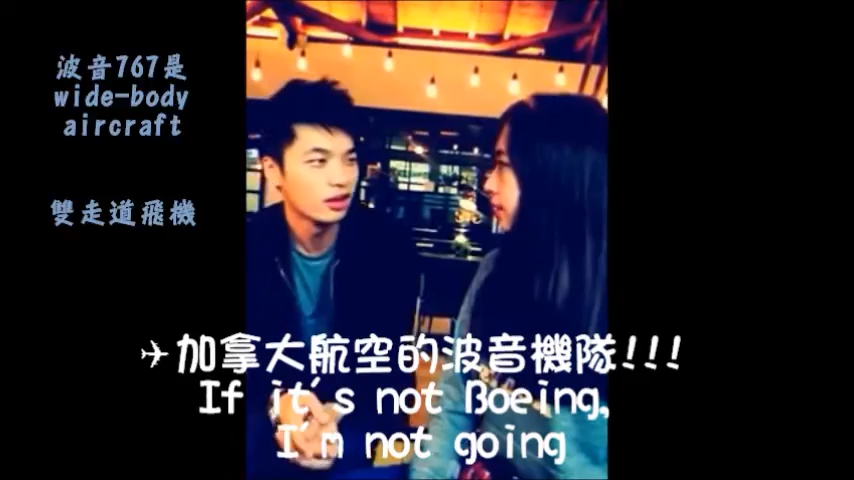 波音767是
wide-body
aircraft
雙走道飛機
✈加拿大航空的波音機隊!!!
If it's not Boeing,
I'm not going